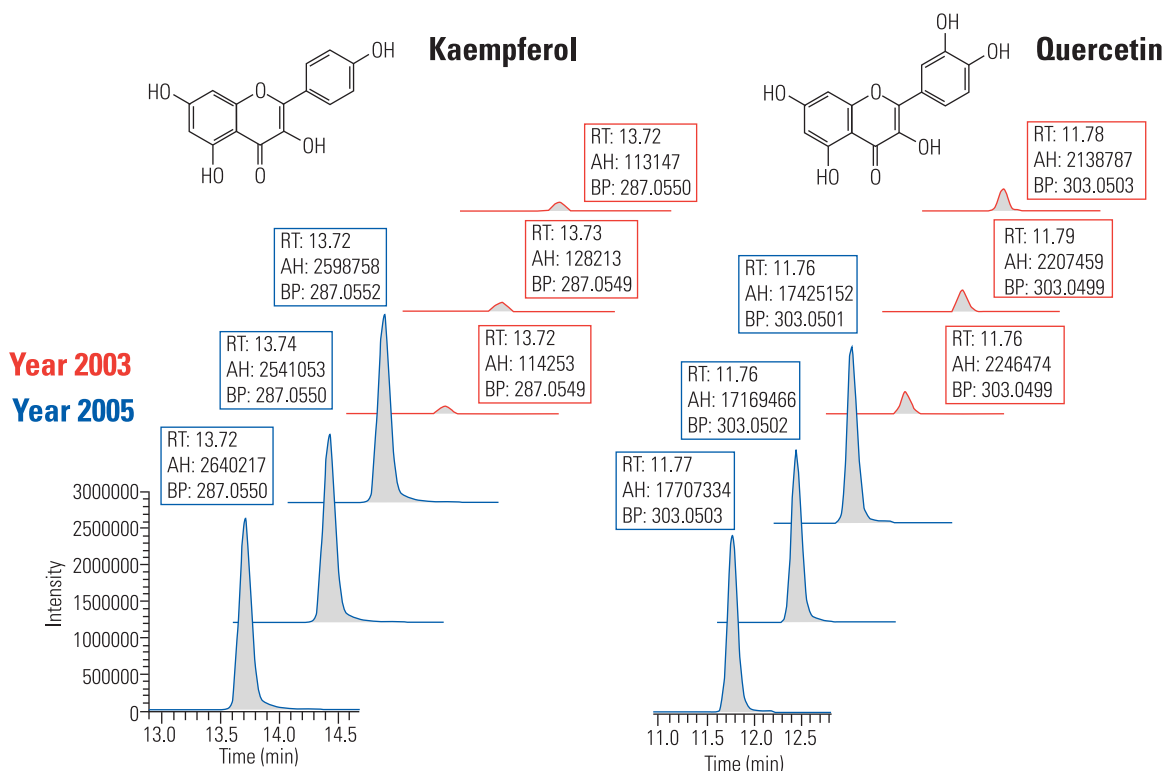 Kaempferol
OH
HO
O
OH
HO
O
Quercetin
HO
OH
HO
O
OH
HO
O
RT: 13.72
AH: 113147
BP: 287.0550
RT: 13.73
AH: 128213
BP: 287.0549
RT: 13.72
AH: 114253
BP: 287.0549
RT: 13.72
AH: 2598758
BP: 287.0552
RT: 13.74
AH: 2541053
BP: 287.0550
RT: 13.72
AH: 2640217
BP: 287.0550
RT: 11.78
AH: 2138787
BP: 303.0503
RT: 11.79
AH: 2207459
BP: 303.0499
RT: 11.76
AH: 2246474
BP: 303.0499
RT: 11.76
AH: 17425152
BP: 303.0501
RT: 11.76
AH: 17169466
BP: 303.0502
RT: 11.77
AH: 17707334
BP: 303.0503
Year 2003
Year 2005
Intensity
3000000
2500000
2000000
1500000
1000000
500000
0
13.0 13.5 14.0 14.5
Time (min)
11.0 11.5 12.0 12.5
Time (min)